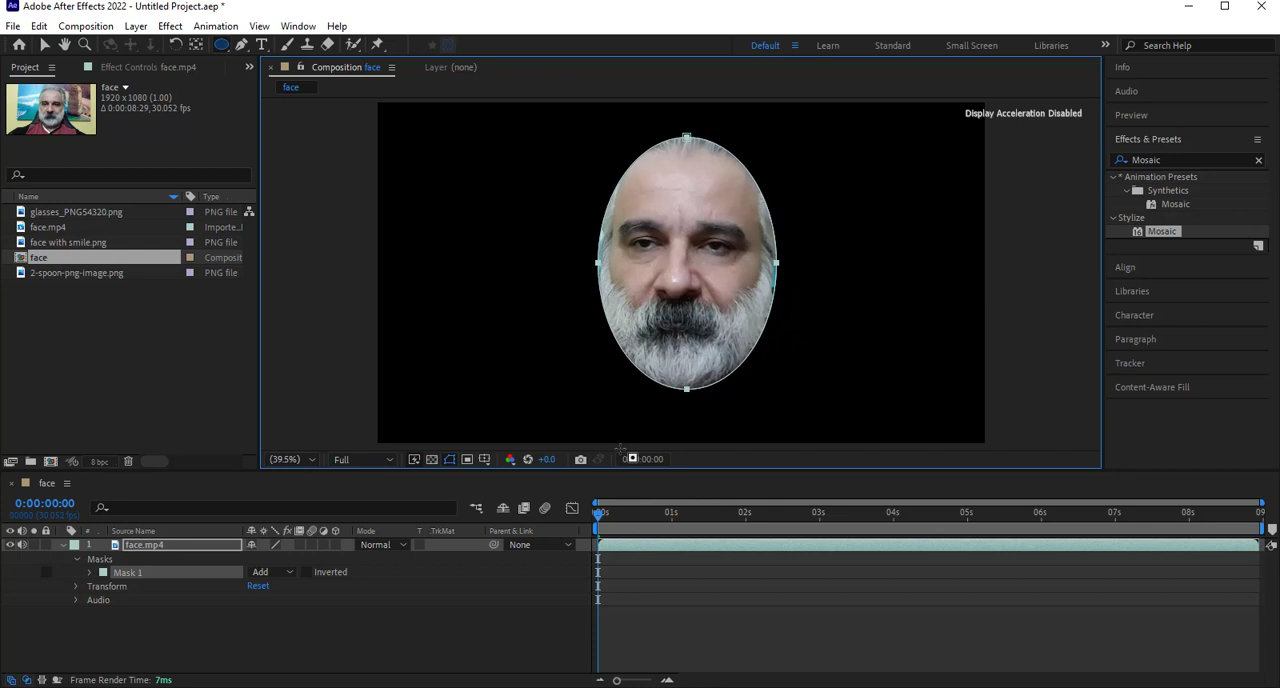 Adobe After Effects 2022 - Untitled Project.aep *
File Edit Composition Layer Effect Animation View Window Help
Default Learn Standard Small Screen Libraries Search Help
Project Effect Controls face.mp4
Composition face Layer (none)
face
face
1920 x 1080 (1.00)
Δ 0:00:08:29, 30.052 fps
Display Acceleration Disabled
Name Type
glasses_PNG54320.png PNG file
face.mp4 Importe...G
face with smile.png PNG file
face Composit
2-spoon-png-image.png PNG file
8 bpc
(39.5%) Full +0.0
Info
Audio
Preview
Effects & Presets
Mosaic
* Animation Presets
Synthetics
Mosaic
Stylize
Mosaic
Align
Libraries
Character
Paragraph
Tracker
Content-Aware Fill
face
0:00:00:00
00000 (30.052 fps)
# Source Name Mode T .TrkMat Parent & Link
1 face.mp4 Normal None
Masks
Mask 1 Add Inverted
Transform Reset
Audio
00s 01s 02s 03s 04s 05s 06s 07s 08s 09
Frame Render Time: 7ms